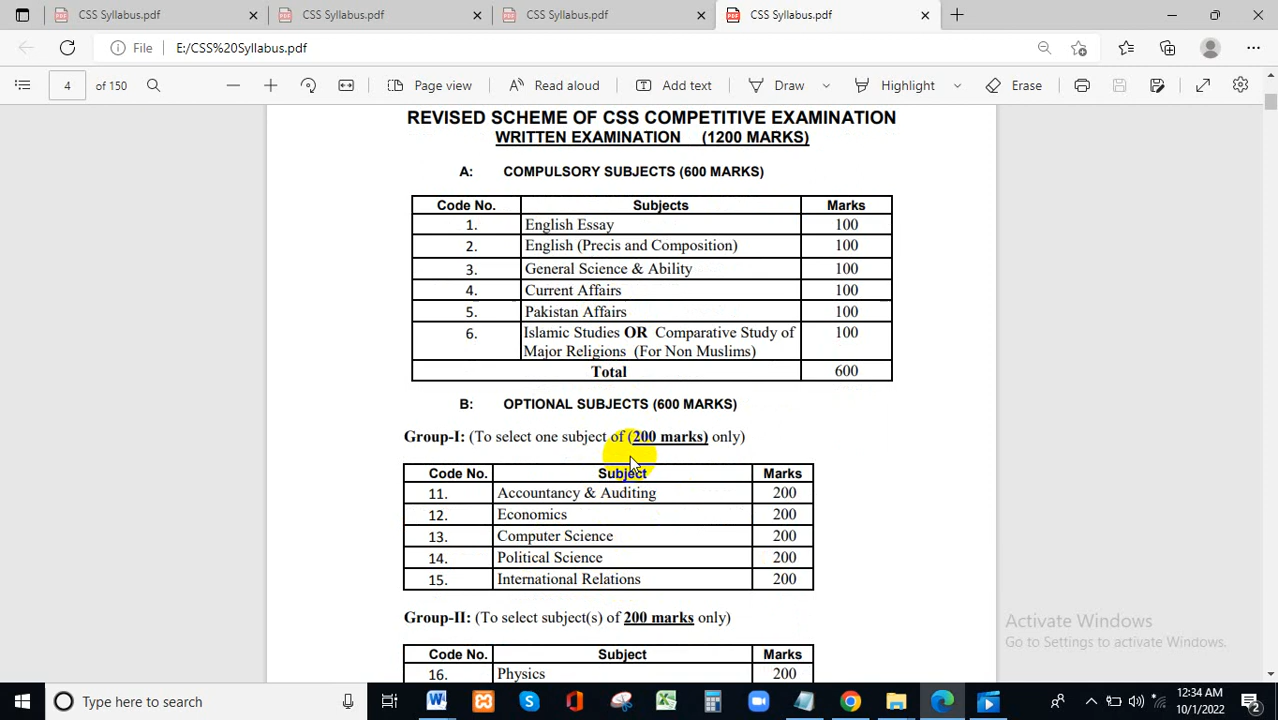 CSS Syllabus.pdf
CSS Syllabus.pdf
CSS Syllabus.pdf
CSS Syllabus.pdf
File E:/CSS%20Syllabus.pdf
4 of 150
Page view
Read aloud
Add text
Draw
Highlight
Erase
REVISED SCHEME OF CSS COMPETITIVE EXAMINATION
WRITTEN EXAMINATION (1200 MARKS)
A: COMPULSORY SUBJECTS (600 MARKS)
Code No. Subjects Marks
1. English Essay 100
2. English (Precis and Composition) 100
3. General Science & Ability 100
4. Current Affairs 100
5. Pakistan Affairs 100
6. Islamic Studies OR Comparative Study of 100
Major Religions (For Non Muslims)
Total 600
B: OPTIONAL SUBJECTS (600 MARKS)
Group-I: (To select one subject of (200 marks) only)
Code No. Subject Marks
11. Accountancy & Auditing 200
12. Economics 200
13. Computer Science 200
14. Political Science 200
15. International Relations 200
Group-II: (To select subject(s) of 200 marks only)
Code No. Subject Marks
16. Physics 200
Activate Windows
Go to Settings to activate Windows.
Type here to search
12:34 AM
10/1/2022
2